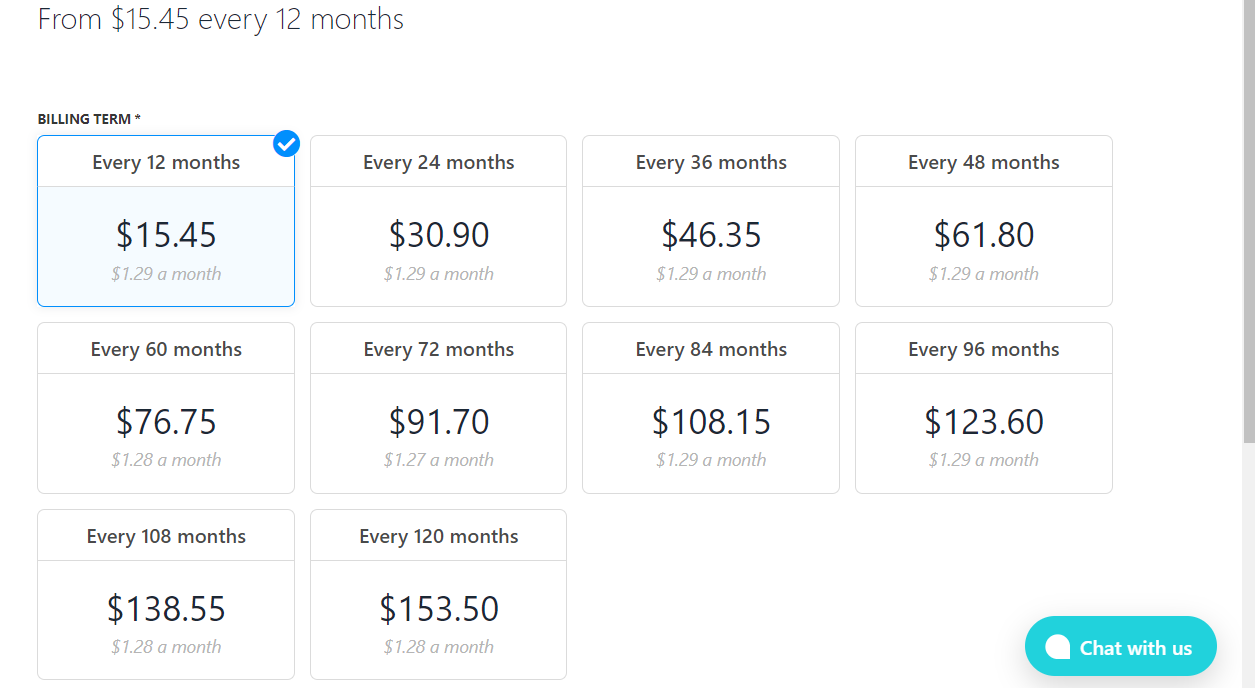 From $15.45 every 12 months
BILLING TERM *
Every 12 months
$15.45
$1.29 a month
Every 24 months
$30.90
$1.29 a month
Every 36 months
$46.35
$1.29 a month
Every 48 months
$61.80
$1.29 a month
Every 60 months
$76.75
$1.28 a month
Every 72 months
$91.70
$1.27 a month
Every 84 months
$108.15
$1.29 a month
Every 96 months
$123.60
$1.29 a month
Every 108 months
$138.55
$1.28 a month
Every 120 months
$153.50
$1.28 a month
Chat with us